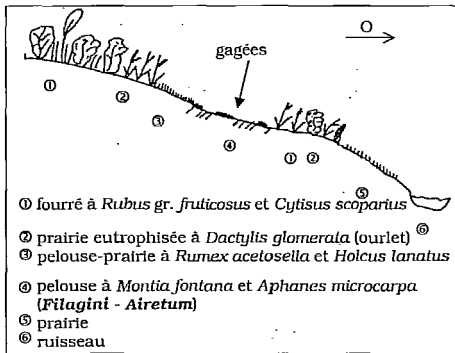 O
gagées
① ② ③ ④ ① ② ⑤ ⑥
① fourré à Rubus gr. fruticosus et Cytisus scoparius
② prairie eutrophisée à Dactylis glomerata (ourlet)
③ pelouse-prairie à Rumex acetosella et Holcus lanatus
④ pelouse à Montia fontana et Aphanes microcarpa
(Filagini - Airetum)
⑤ prairie
⑥ ruisseau